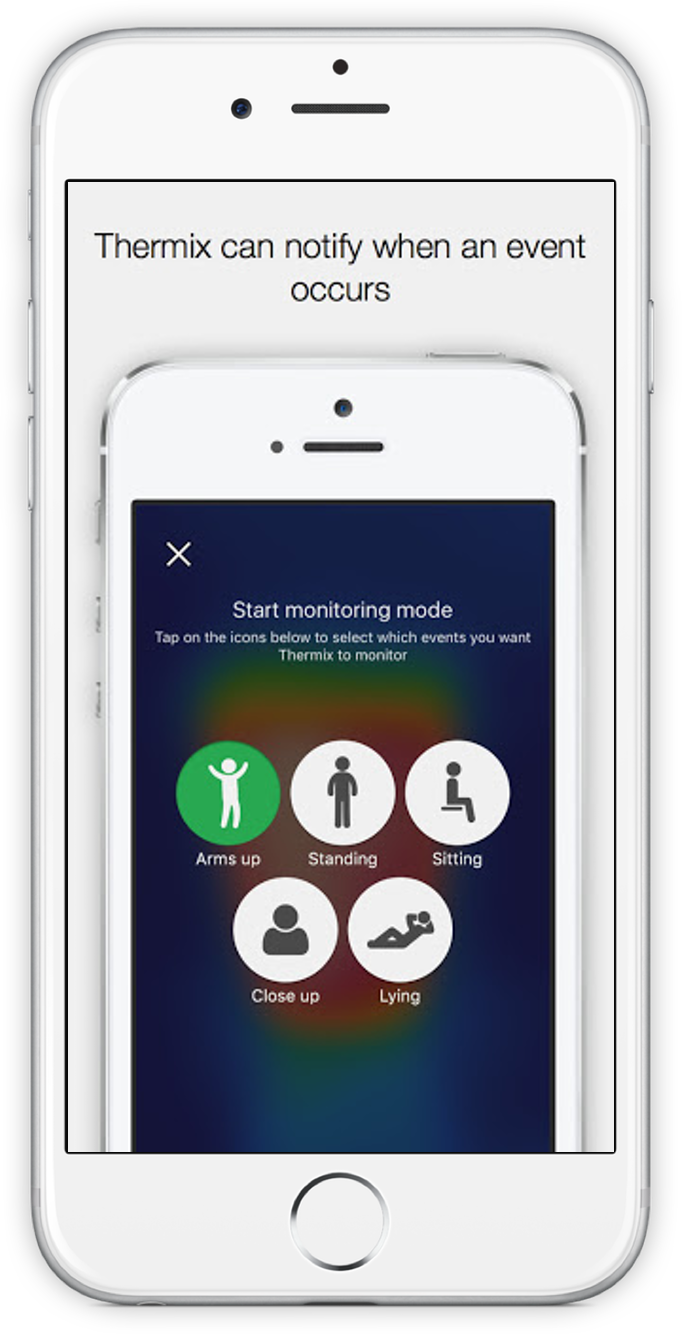 Thermix can notify when an event
occurs
Start monitoring mode
Tap on the icons below to select which events you want
Thermix to monitor
Arms up Standing Sitting
Close up Lying